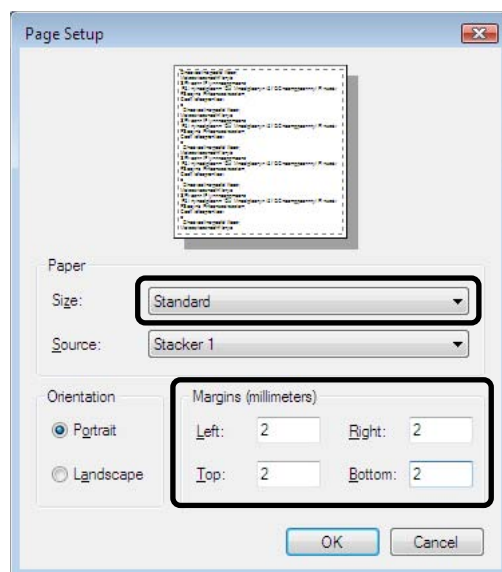 Page Setup
Paper
Size: Standard
Source: Stacker 1
Orientation
Portrait
Landscape
Margins (millimeters)
Left: 2 Right: 2
Top: 2 Bottom: 2
OK Cancel